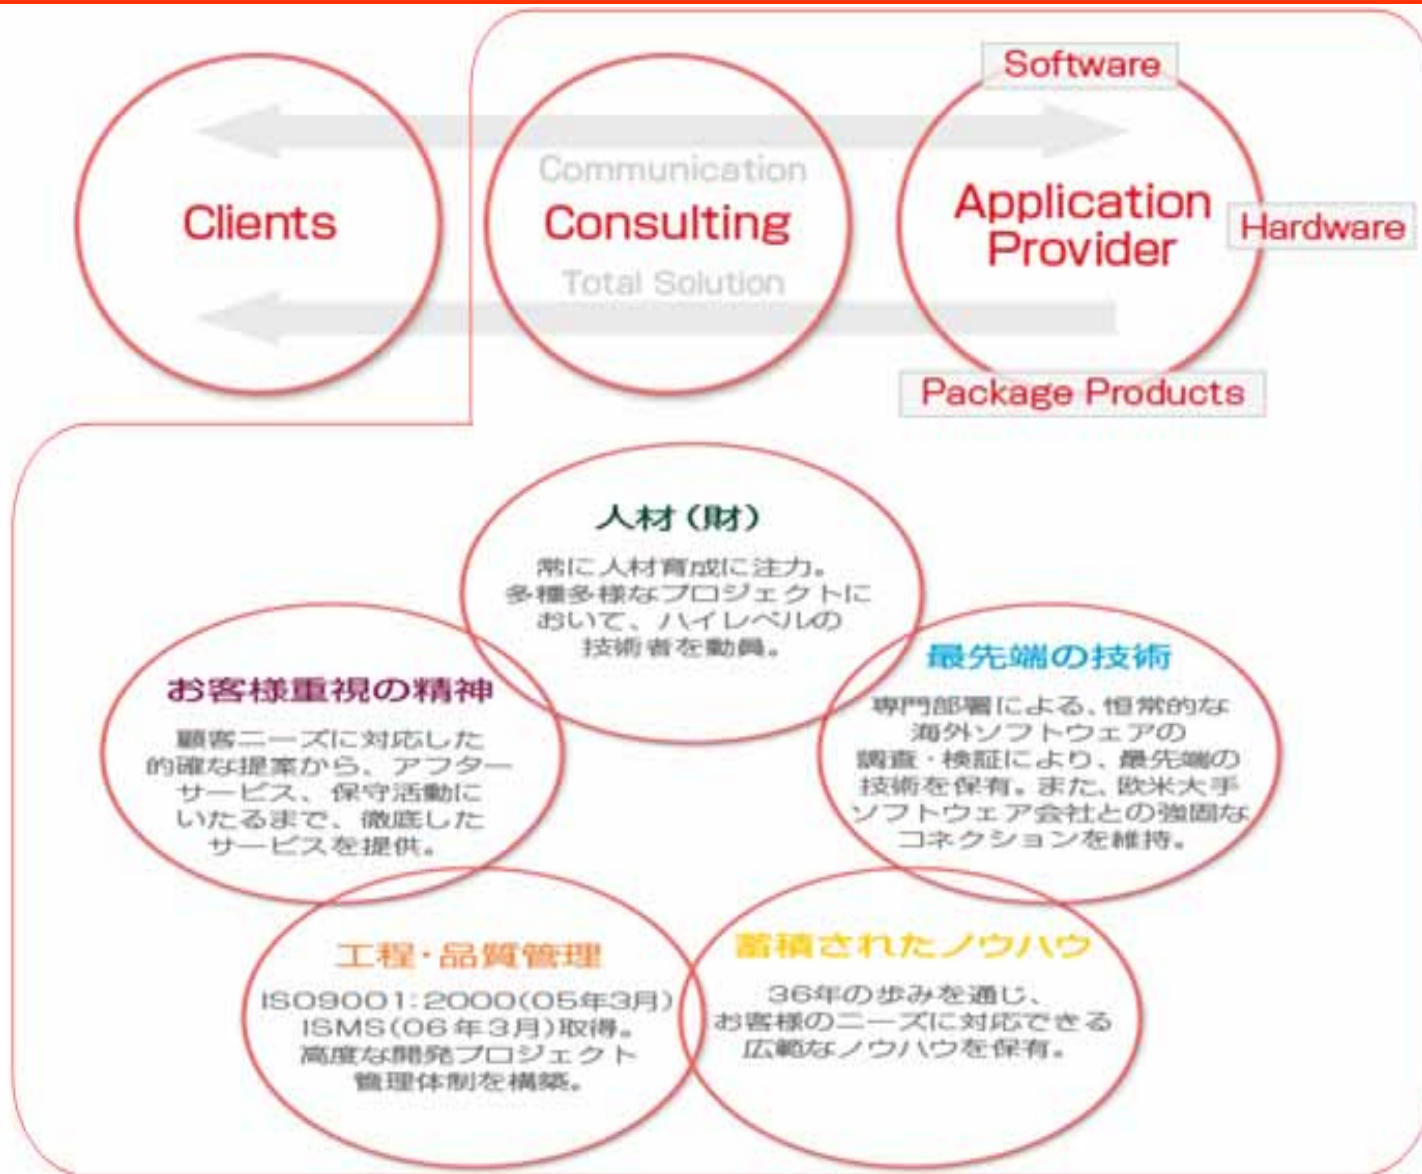 Software
Communication
Clients
Consulting
Application
Provider
Hardware
Total Solution
Package Products
人材(財)
常に人材育成に注力。
多種多様なプロジェクトに
おいて、ハイレベルの
技術者を動員。
お客様重視の精神
顧客ニーズに対応した
的確な提案から、アフター
サービス、保守活動に
いたるまで、徹底した
サービスを提供。
最先端の技術
専門部署による、恒常的な
海外ソフトウェアの
調査・検証により、最先端の
技術を保有。また、欧米大手
ソフトウェア会社との強固な
コネクションを維持。
工程・品質管理
ISO9001:2000(05年3月)
ISMS(06年3月)取得。
高度な開発プロジェクト
管理体制を構築。
蓄積されたノウハウ
36年の歩みを通じ、
お客様のニーズに対応できる
広範なノウハウを保有。